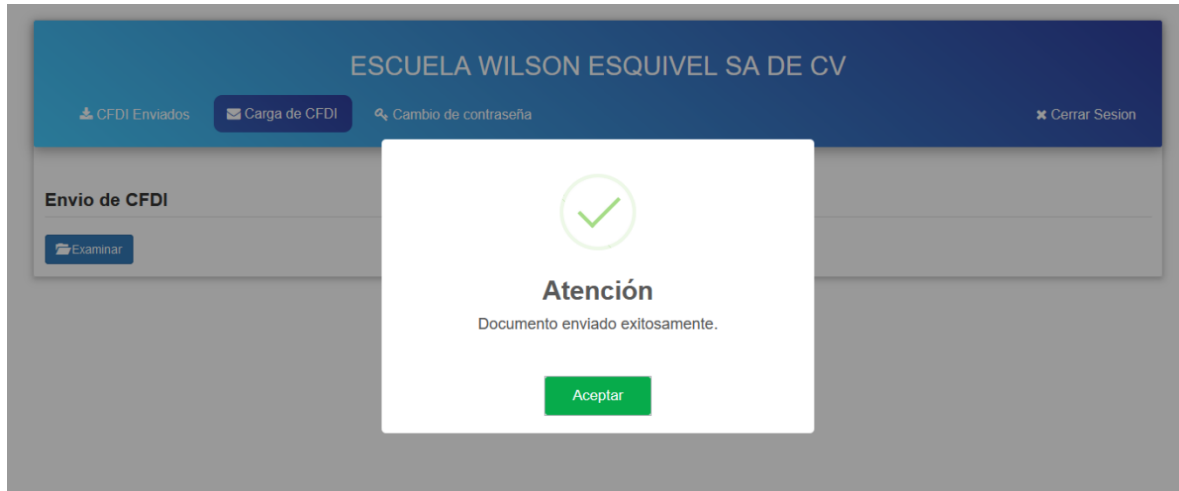 ESCUELA WILSON ESQUIVEL SA DE CV
CFDI Enviados Carga de CFDI Cambio de contraseña Cerrar Sesion
Envio de CFDI
Examinar
Atención
Documento enviado exitosamente.
Aceptar